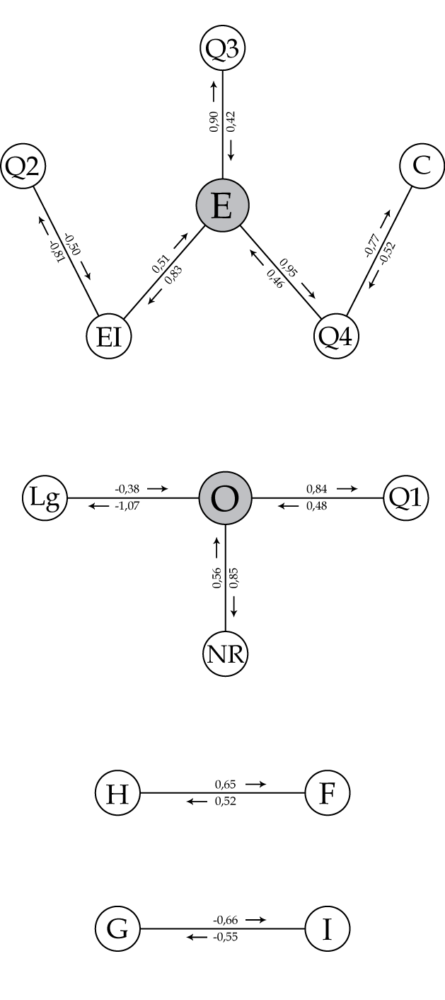 Q3
0,90
0,42
Q2
C
E
-0,50
-0,81
0,51
0,83
0,95
0,46
-0,77
-0,52
EI
Q4
-0,38
0,84
Lg
O
Q1
-1,07
0,48
0,56
0,85
NR
0,65
H
F
0,52
-0,66
G
I
-0,55